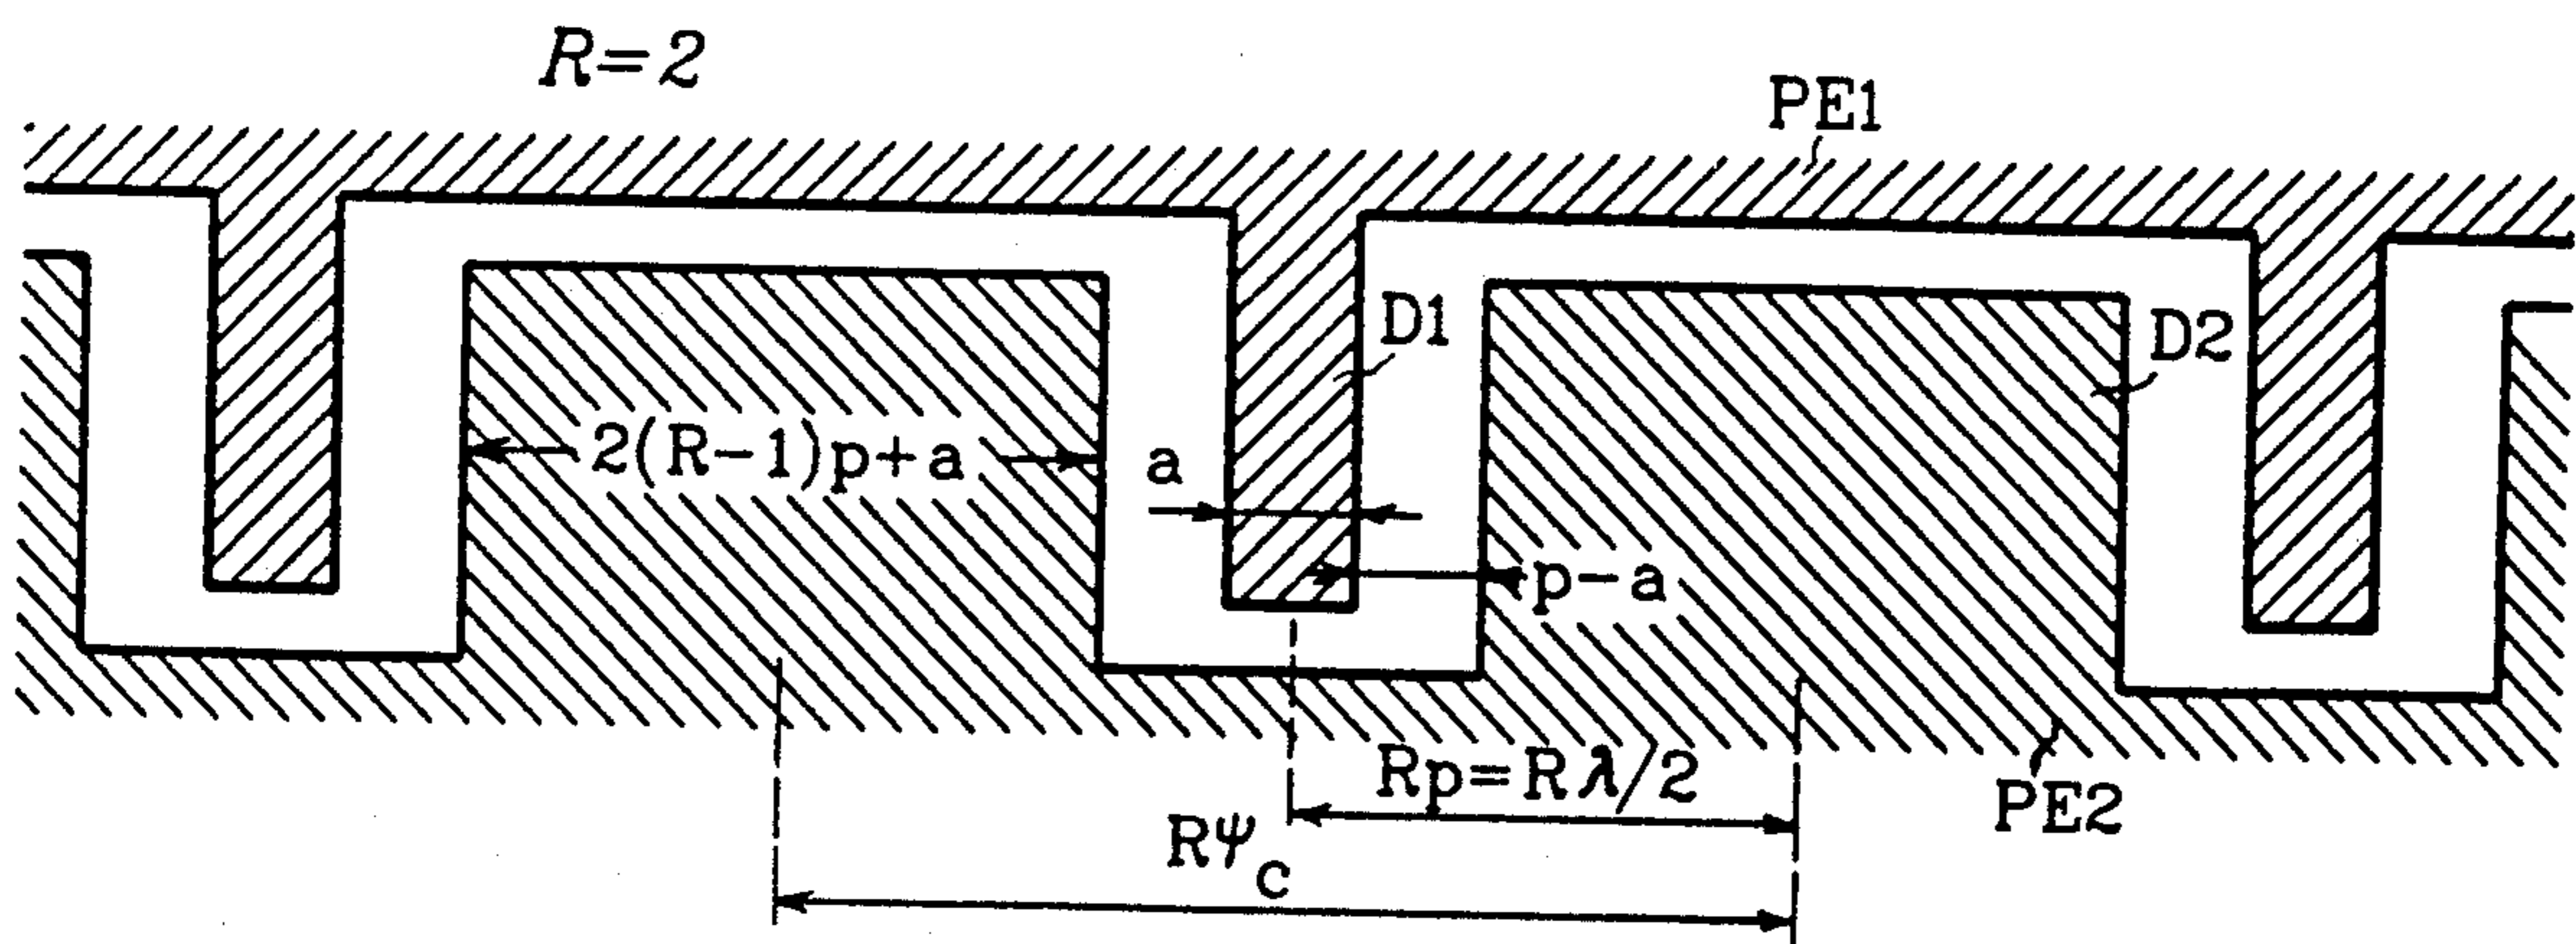 R=2
PE1
D1
D2
2(R-1)p+a
a
p-a
Rp=Rλ/2
PE2
Rψc